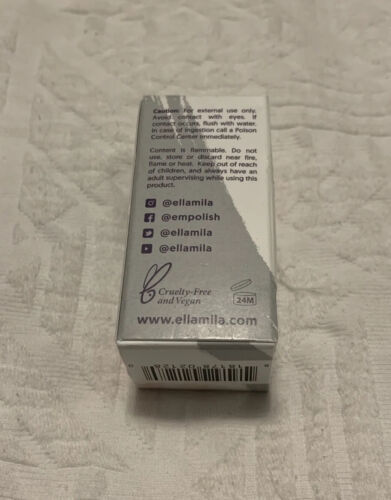 Caution: For external use only.
Avoid contact with eyes. If
contact occurs, flush with water.
In case of ingestion call a Poison
Control Center immediately.
Content is flammable. Do not
use, store or discard near fire,
flame or heat. Keep out of reach
of children, and always have an
adult supervising while using this
product.
@ellamila
@empolish
@ellamila
@ellamila
Cruelty-Free
and Vegan
24M
www.ellamila.com